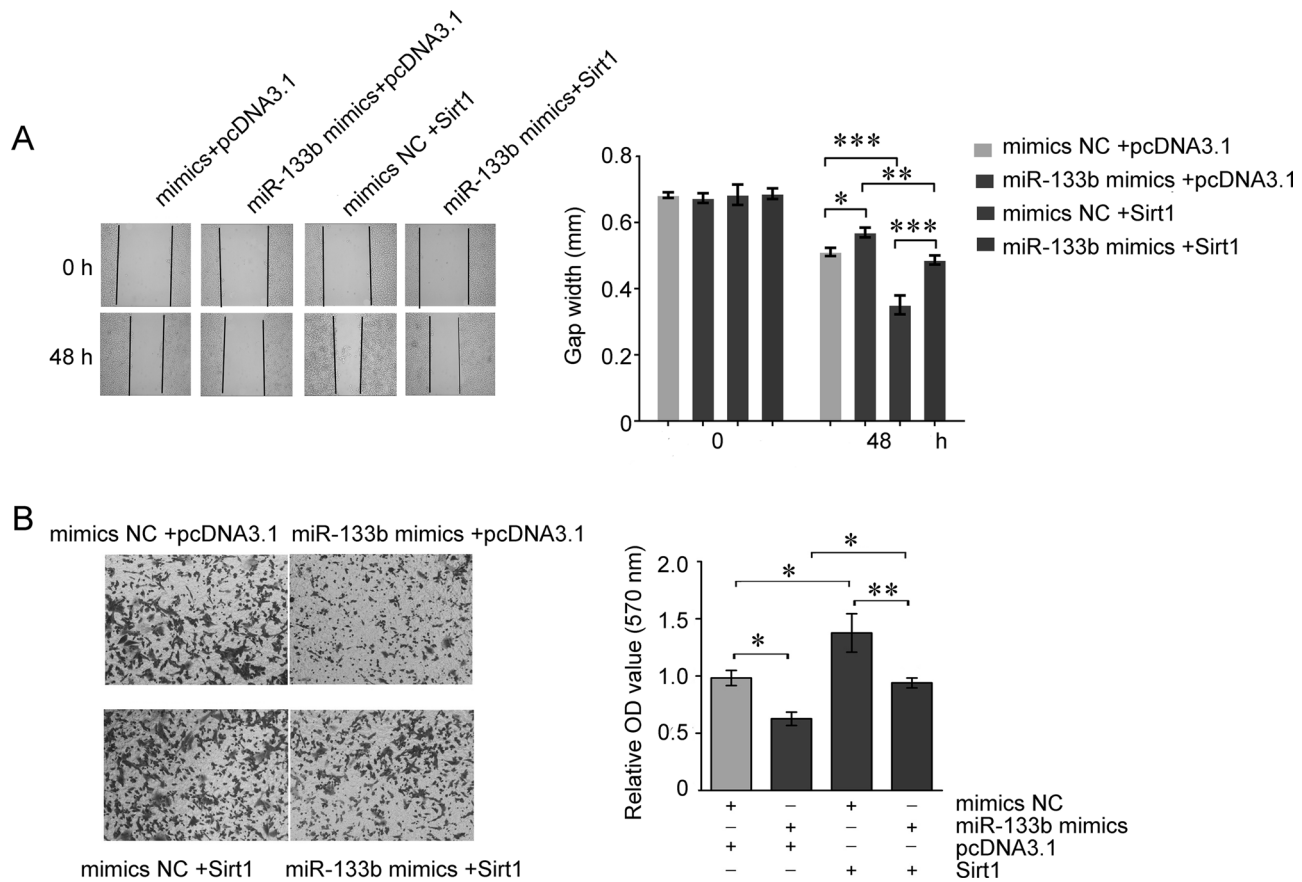 A
mimics+pcDNA3.1
miR-133b mimics+pcDNA3.1
mimics NC +Sirt1
miR-133b mimics+Sirt1
0 h
48 h
Gap width (mm)
0.8
0.6
0.4
0.2
0
0
48
h
***
*
**
***
mimics NC +pcDNA3.1
miR-133b mimics +pcDNA3.1
mimics NC +Sirt1
miR-133b mimics +Sirt1
B
mimics NC +pcDNA3.1
miR-133b mimics +pcDNA3.1
mimics NC +Sirt1
miR-133b mimics +Sirt1
Relative OD value (570 nm)
2.0
1.5
1.0
0.5
0
*
*
*
**
+ – + – mimics NC
– + – + miR-133b mimics
+ + – – pcDNA3.1
– – + + Sirt1